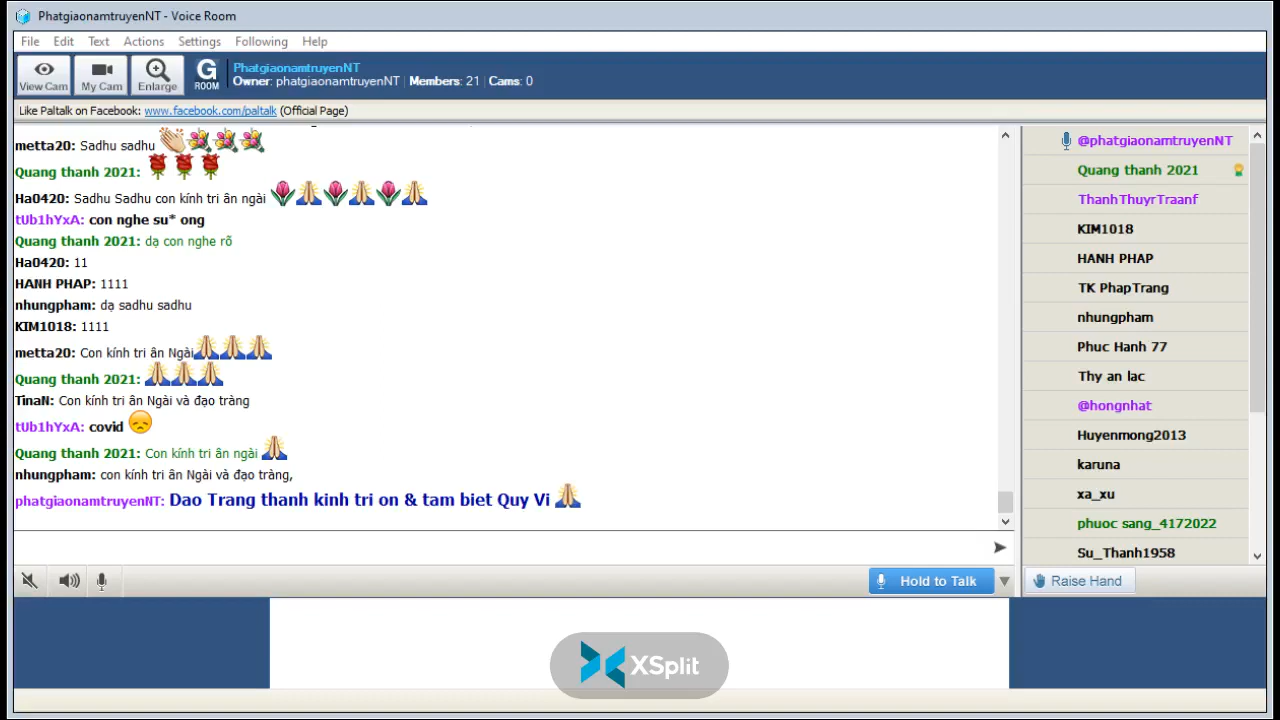 PhatgiaonamtruyenNT - Voice Room
File Edit Text Actions Settings Following Help
View Cam My Cam Enlarge G ROOM
PhatgiaonamtruyenNT
Owner: phatgiaonamtruyenNT Members: 21 Cams: 0
Like Paltalk on Facebook: www.facebook.com/paltalk (Official Page)
metta20: Sadhu sadhu
Quang thanh 2021:
Ha0420: Sadhu Sadhu con kính tri ân ngài
tUb1hYxA: con nghe su* ong
Quang thanh 2021: dạ con nghe rõ
Ha0420: 11
HANH PHAP: 1111
nhungpham: dạ sadhu sadhu
KIM1018: 1111
metta20: Con kính tri ân Ngài
Quang thanh 2021:
TinaN: Con kính tri ân Ngài và đạo tràng
tUb1hYxA: covid
Quang thanh 2021: Con kính tri ân ngài
nhungpham: con kính tri ân Ngài và đạo tràng,
phatgiaonamtruyenNT: Dao Trang thanh kinh tri on & tam biet Quy Vi
@phatgiaonamtruyenNT
Quang thanh 2021
ThanhThuyrTraanf
KIM1018
HANH PHAP
TK PhapTrang
nhungpham
Phuc Hanh 77
Thy an lac
@hongnhat
Huyenmong2013
karuna
xa_xu
phuoc sang_4172022
Su_Thanh1958
Hold to Talk
Raise Hand
XSplit